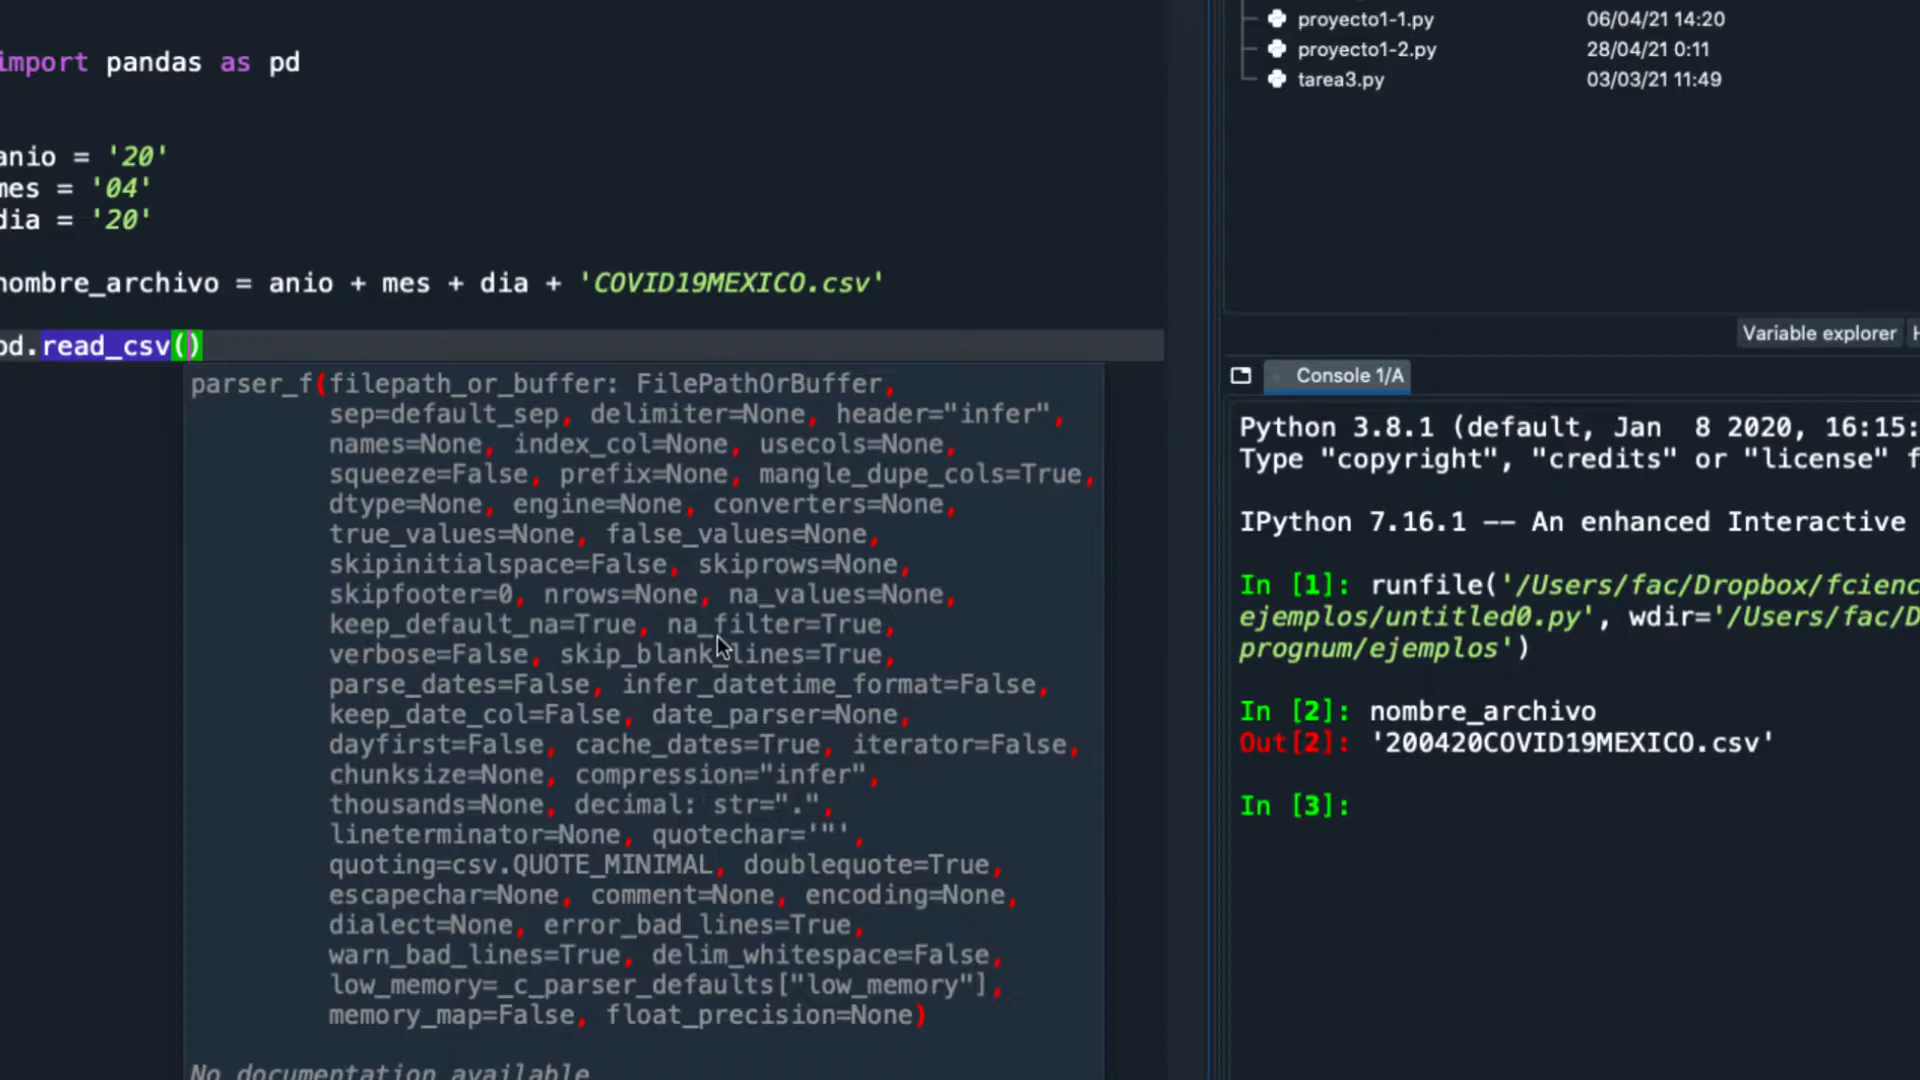 import pandas as pd
anio = '20'
mes = '04'
dia = '20'
nombre_archivo = anio + mes + dia + 'COVID19MEXICO.csv'
pd.read_csv()
parser_f(filepath_or_buffer: FilePathOrBuffer,
sep=default_sep, delimiter=None, header="infer",
names=None, index_col=None, usecols=None,
squeeze=False, prefix=None, mangle_dupe_cols=True,
dtype=None, engine=None, converters=None,
true_values=None, false_values=None,
skipinitialspace=False, skiprows=None,
skipfooter=0, nrows=None, na_values=None,
keep_default_na=True, na_filter=True,
verbose=False, skip_blank_lines=True,
parse_dates=False, infer_datetime_format=False,
keep_date_col=False, date_parser=None,
dayfirst=False, cache_dates=True, iterator=False,
chunksize=None, compression="infer",
thousands=None, decimal: str=".",
lineterminator=None, quotechar='"',
quoting=csv.QUOTE_MINIMAL, doublequote=True,
escapechar=None, comment=None, encoding=None,
dialect=None, error_bad_lines=True,
warn_bad_lines=True, delim_whitespace=False,
low_memory=_c_parser_defaults["low_memory"],
memory_map=False, float_precision=None)
No documentation available
proyecto1-1.py 06/04/21 14:20
proyecto1-2.py 28/04/21 0:11
tarea3.py 03/03/21 11:49
Variable explorer H
Console 1/A
Python 3.8.1 (default, Jan  8 2020, 16:15:
Type "copyright", "credits" or "license" f
IPython 7.16.1 -- An enhanced Interactive
In [1]: runfile('/Users/fac/Dropbox/fcienc
ejemplos/untitled0.py', wdir='/Users/fac/D
prognum/ejemplos')
In [2]: nombre_archivo
Out[2]: '200420COVID19MEXICO.csv'
In [3]: